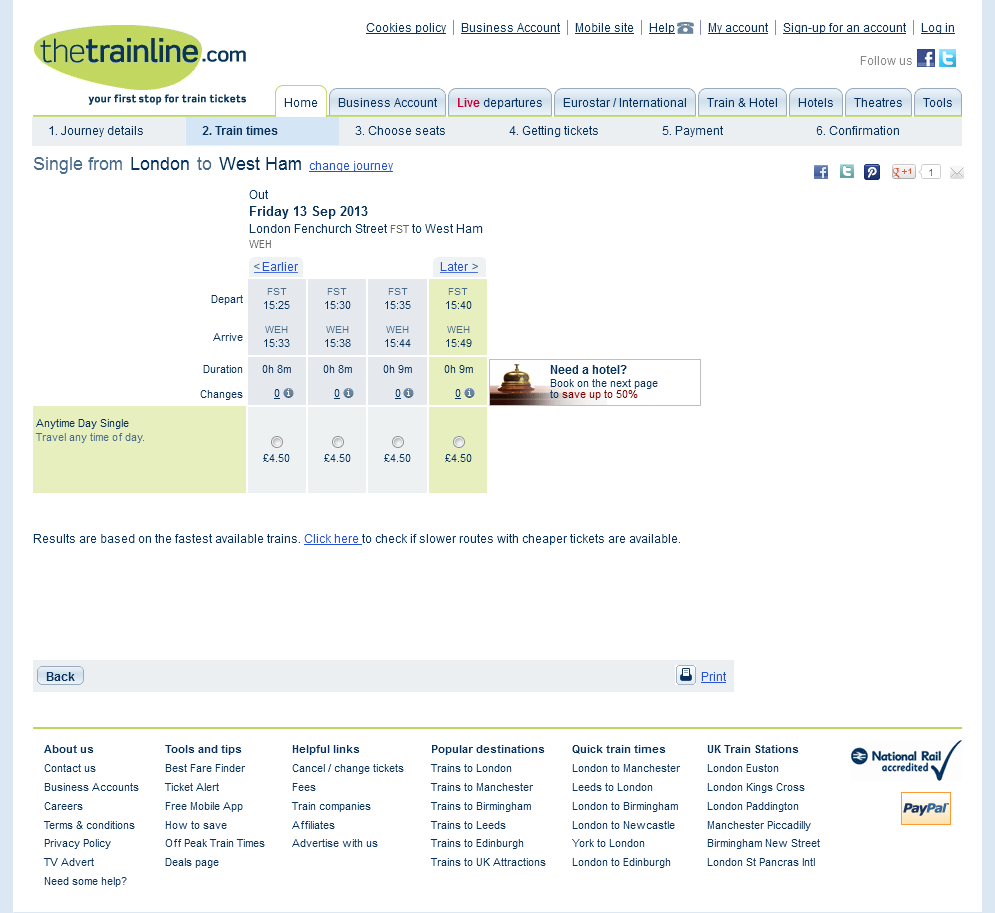 Cookies policy Business Account Mobile site Help My account Sign-up for an account Log in
thetrainline.com
your first stop for train tickets
Follow us
Home Business Account Live departures Eurostar / International Train & Hotel Hotels Theatres Tools
1. Journey details 2. Train times 3. Choose seats 4. Getting tickets 5. Payment 6. Confirmation
Single from London to West Ham change journey
+1 1
Out
Friday 13 Sep 2013
London Fenchurch Street FST to West Ham
WEH
< Earlier Later >
FST FST FST FST
Depart 15:25 15:30 15:35 15:40
WEH WEH WEH WEH
Arrive 15:33 15:38 15:44 15:49
Duration 0h 8m 0h 8m 0h 9m 0h 9m
Changes 0 0 0 0
Need a hotel?
Book on the next page
to save up to 50%
Anytime Day Single
Travel any time of day.
£4.50 £4.50 £4.50 £4.50
Results are based on the fastest available trains. Click here to check if slower routes with cheaper tickets are available.
Back Print
About us Tools and tips Helpful links Popular destinations Quick train times UK Train Stations
Contact us Best Fare Finder Cancel / change tickets Trains to London London to Manchester London Euston
Business Accounts Ticket Alert Fees Trains to Manchester Leeds to London London Kings Cross
Careers Free Mobile App Train companies Trains to Birmingham London to Birmingham London Paddington
Terms & conditions How to save Affiliates Trains to Leeds London to Newcastle Manchester Piccadilly
Privacy Policy Off Peak Train Times Advertise with us Trains to Edinburgh York to London Birmingham New Street
TV Advert Deals page Trains to UK Attractions London to Edinburgh London St Pancras Intl
Need some help?
National Rail
accredited
PayPal